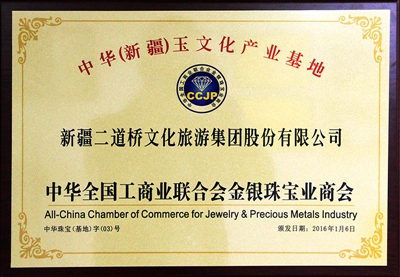 中华(新疆)玉文化产业基地
CCJP
新疆二道桥文化旅游集团股份有限公司
中华全国工商业联合会金银珠宝业商会
All-China Chamber of Commerce for Jewelry & Precious Metals Industry
中华珠宝(基地)字(03)号 颁发日期：2016年1月6日